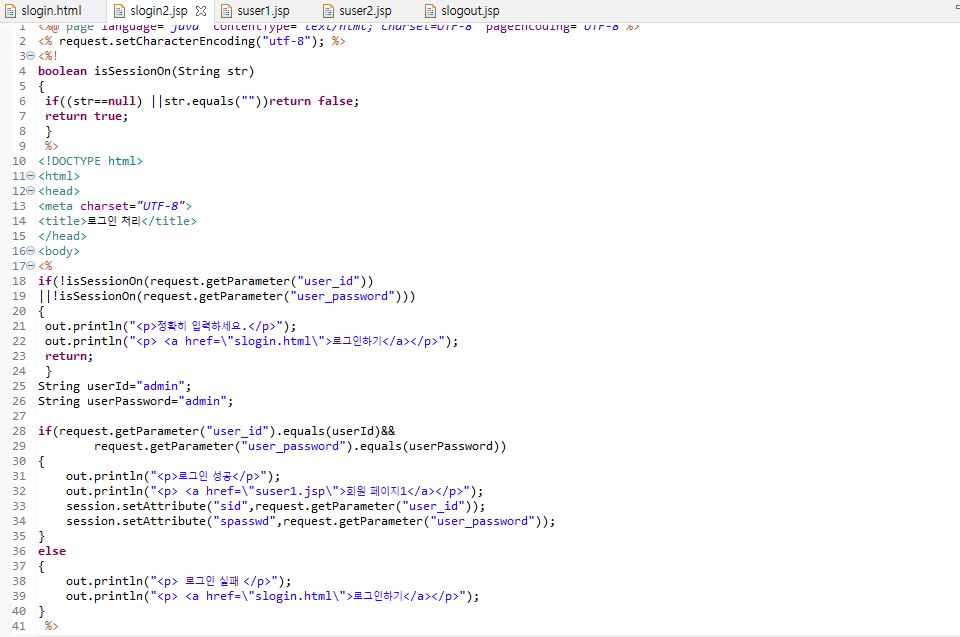 slogin.html slogin2.jsp suser1.jsp suser2.jsp slogout.jsp
1 <%@ page language="java" contentType="text/html; charset=UTF-8" pageEncoding="UTF-8"%>
2 <% request.setCharacterEncoding("utf-8"); %>
3 <%!
4 boolean isSessionOn(String str)
5 {
6 if((str==null) ||str.equals(""))return false;
7 return true;
8 }
9 %>
10 <!DOCTYPE html>
11 <html>
12 <head>
13 <meta charset="UTF-8">
14 <title>로그인 처리</title>
15 </head>
16 <body>
17 <%
18 if(!isSessionOn(request.getParameter("user_id"))
19 ||!isSessionOn(request.getParameter("user_password")))
20 {
21 out.println("<p>정확히 입력하세요.</p>");
22 out.println("<p> <a href=\"slogin.html\">로그인하기</a></p>");
23 return;
24 }
25 String userId="admin";
26 String userPassword="admin";
27
28 if(request.getParameter("user_id").equals(userId)&&
29 request.getParameter("user_password").equals(userPassword))
30 {
31 out.println("<p>로그인 성공</p>");
32 out.println("<p> <a href=\"suser1.jsp\">회원 페이지1</a></p>");
33 session.setAttribute("sid",request.getParameter("user_id"));
34 session.setAttribute("spasswd",request.getParameter("user_password"));
35 }
36 else
37 {
38 out.println("<p> 로그인 실패 </p>");
39 out.println("<p> <a href=\"slogin.html\">로그인하기</a></p>");
40 }
41 %>